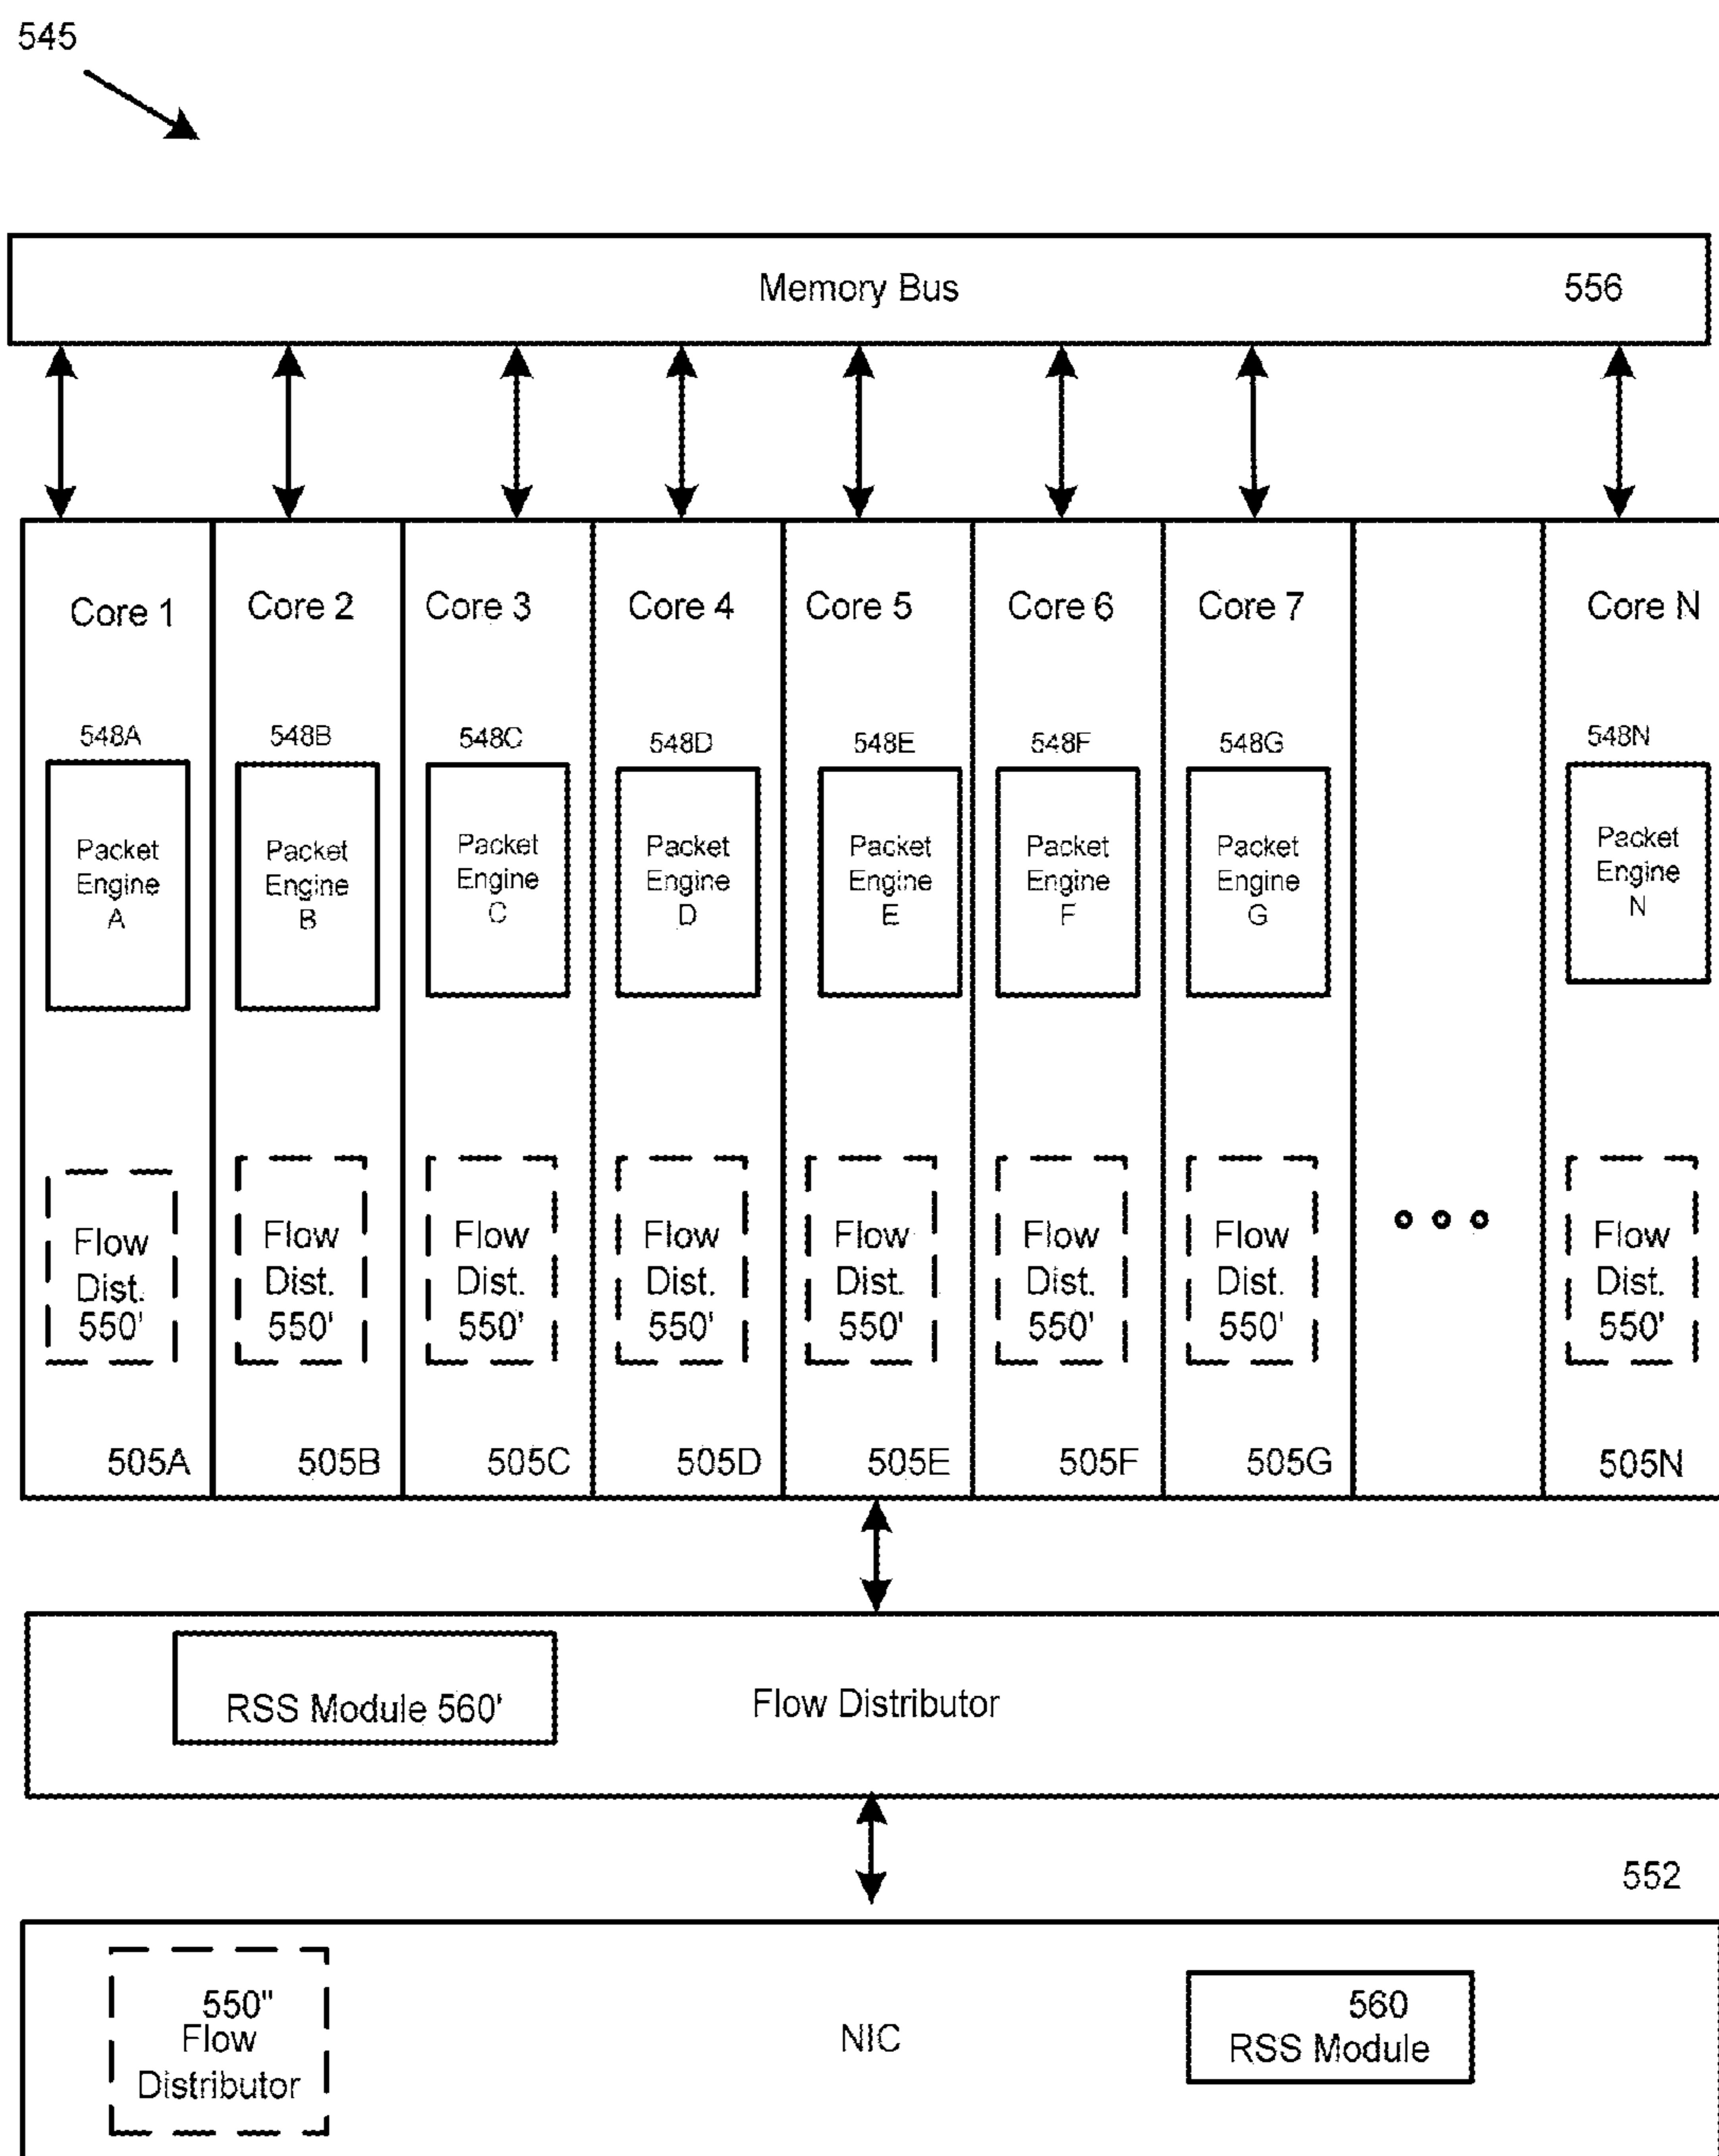 545
Memory Bus 556
Core 1 Core 2 Core 3 Core 4 Core 5 Core 6 Core 7 Core N
548A 548B 548C 548D 548E 548F 548G 548N
Packet Packet Packet Packet Packet Packet Packet Packet
Engine Engine Engine Engine Engine Engine Engine Engine
A B C D E F G N
Flow Flow Flow Flow Flow Flow Flow Flow
Dist. Dist. Dist. Dist. Dist. Dist. Dist. Dist.
550' 550' 550' 550' 550' 550' 550' 550'
505A 505B 505C 505D 505E 505F 505G 505N
RSS Module 560' Flow Distributor
552
550"
Flow
Distributor
NIC
560
RSS Module